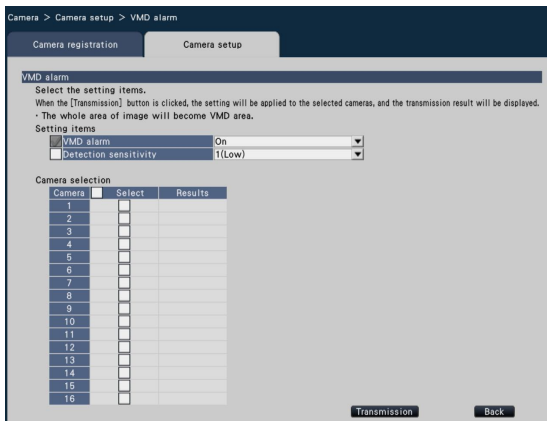 Camera > Camera setup > VMD alarm
Camera registration
Camera setup
VMD alarm
Select the setting items.
When the [Transmission] button is clicked, the setting will be applied to the selected cameras, and the transmission result will be displayed.
・The whole area of image will become VMD area.
Setting items
VMD alarm On
Detection sensitivity 1(Low)
Camera selection
Camera Select Results
1
2
3
4
5
6
7
8
9
10
11
12
13
14
15
16
Transmission Back